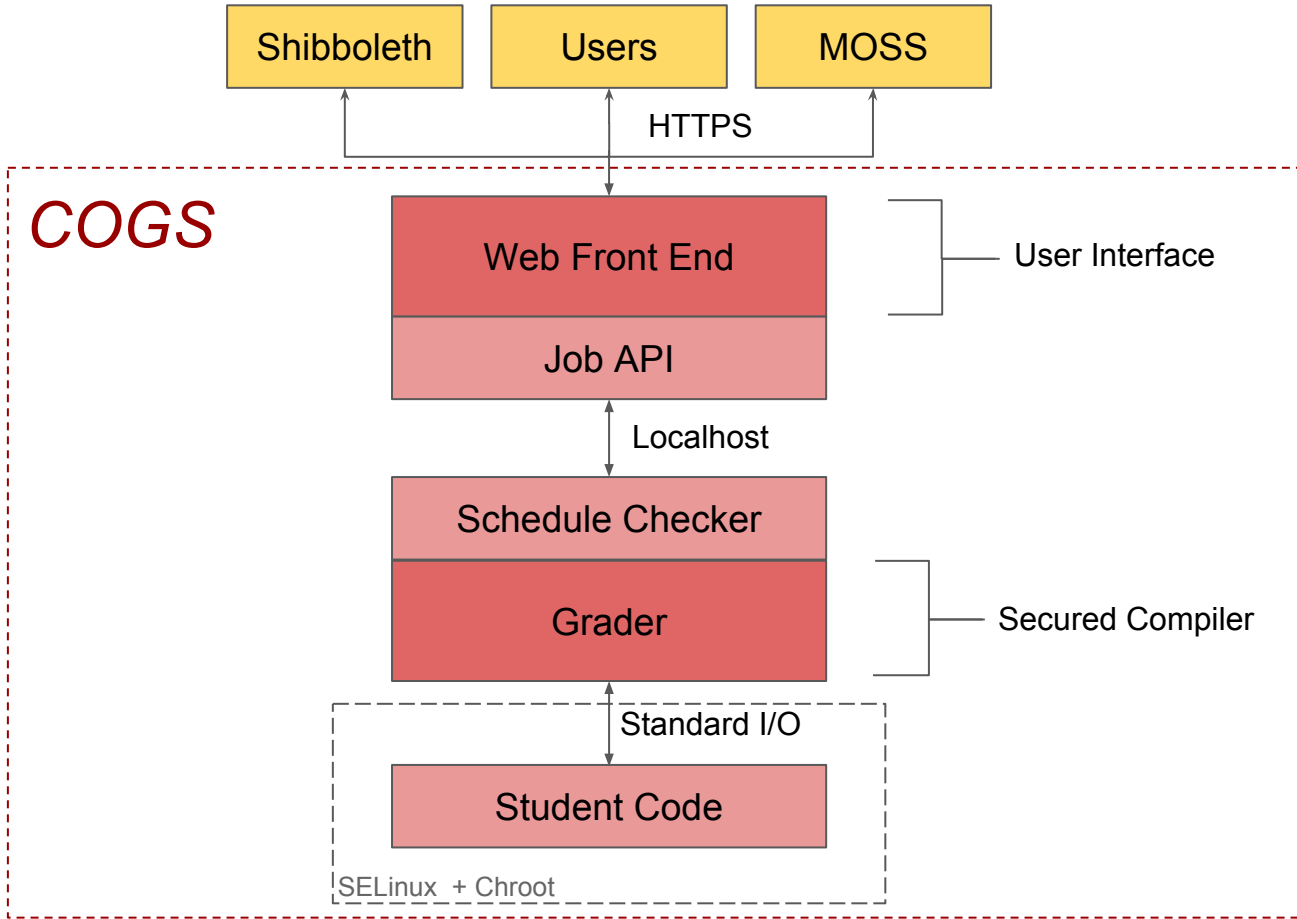 Shibboleth
Users
MOSS
HTTPS
COGS
Web Front End
User Interface
Job API
Localhost
Schedule Checker
Grader
Secured Compiler
Standard I/O
Student Code
SELinux + Chroot